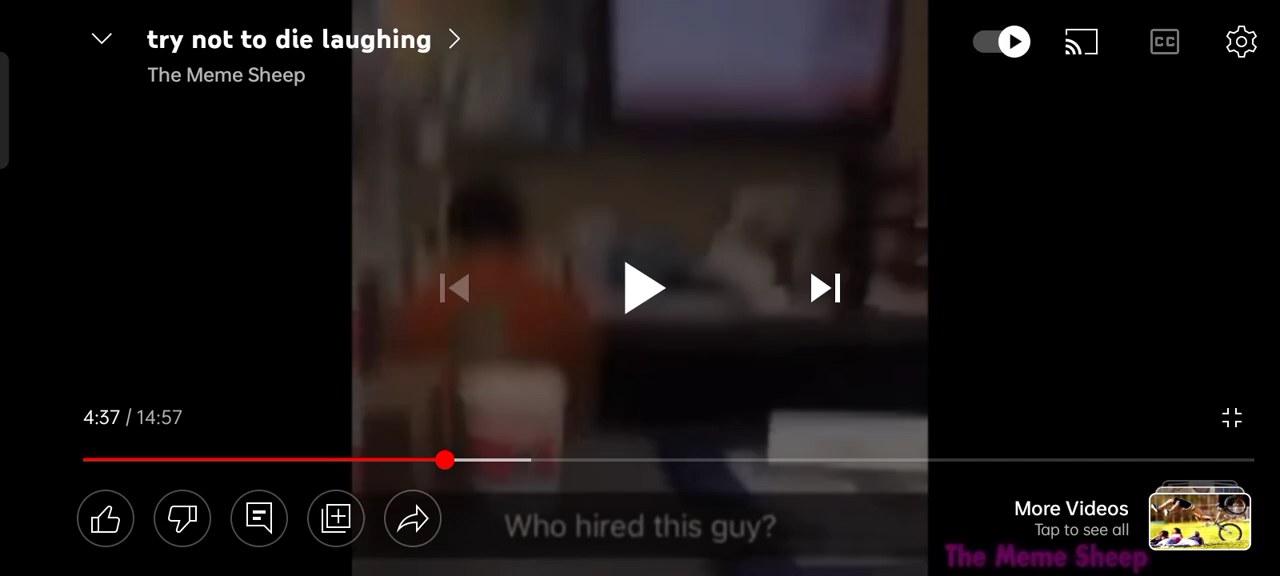 try not to die laughing
The Meme Sheep
CC
4:37 / 14:57
Who hired this guy?
More Videos
Tap to see all
The Meme Sheep